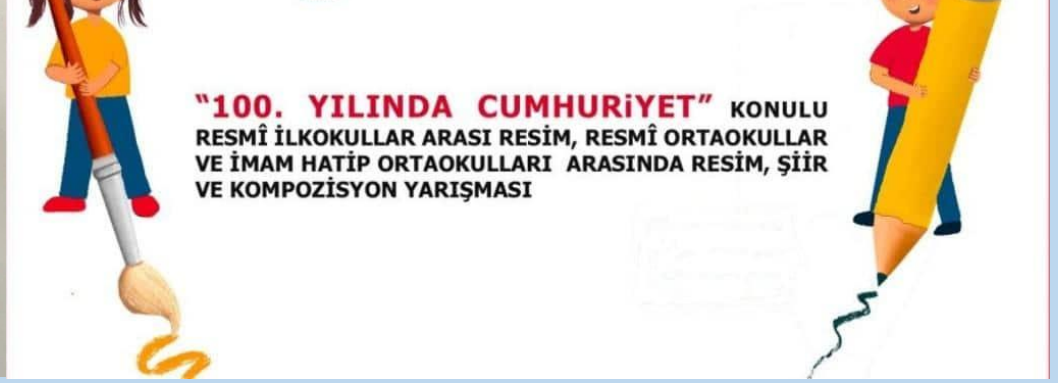 "100. YILINDA CUMHURiYET" KONULU
RESMÎ İLKOKULLAR ARASI RESİM, RESMÎ ORTAOKULLAR
VE İMAM HATİP ORTAOKULLARI ARASINDA RESİM, ŞİİR
VE KOMPOZİSYON YARIŞMASI